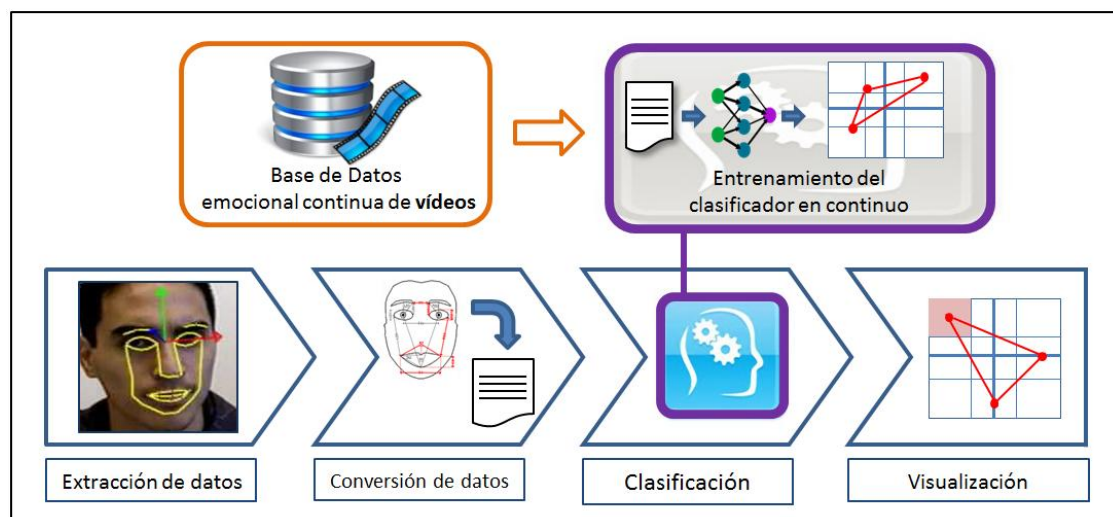 Base de Datos
emocional continua de vídeos
Entrenamiento del
clasificador en continuo
Extracción de datos
Conversión de datos
Clasificación
Visualización